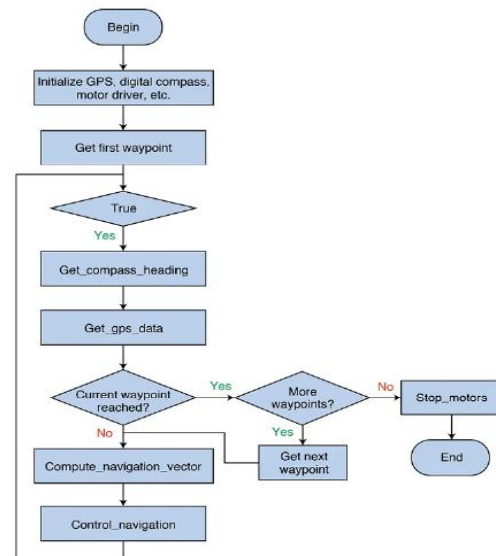 Begin
Initialize GPS, digital compass,
motor driver, etc.
Get first waypoint
True
Yes
Get_compass_heading
Get_gps_data
Current waypoint
reached?
Yes
More
waypoints?
No
Stop_motors
No
Yes
Get next
waypoint
End
Compute_navigation_vector
Control_navigation